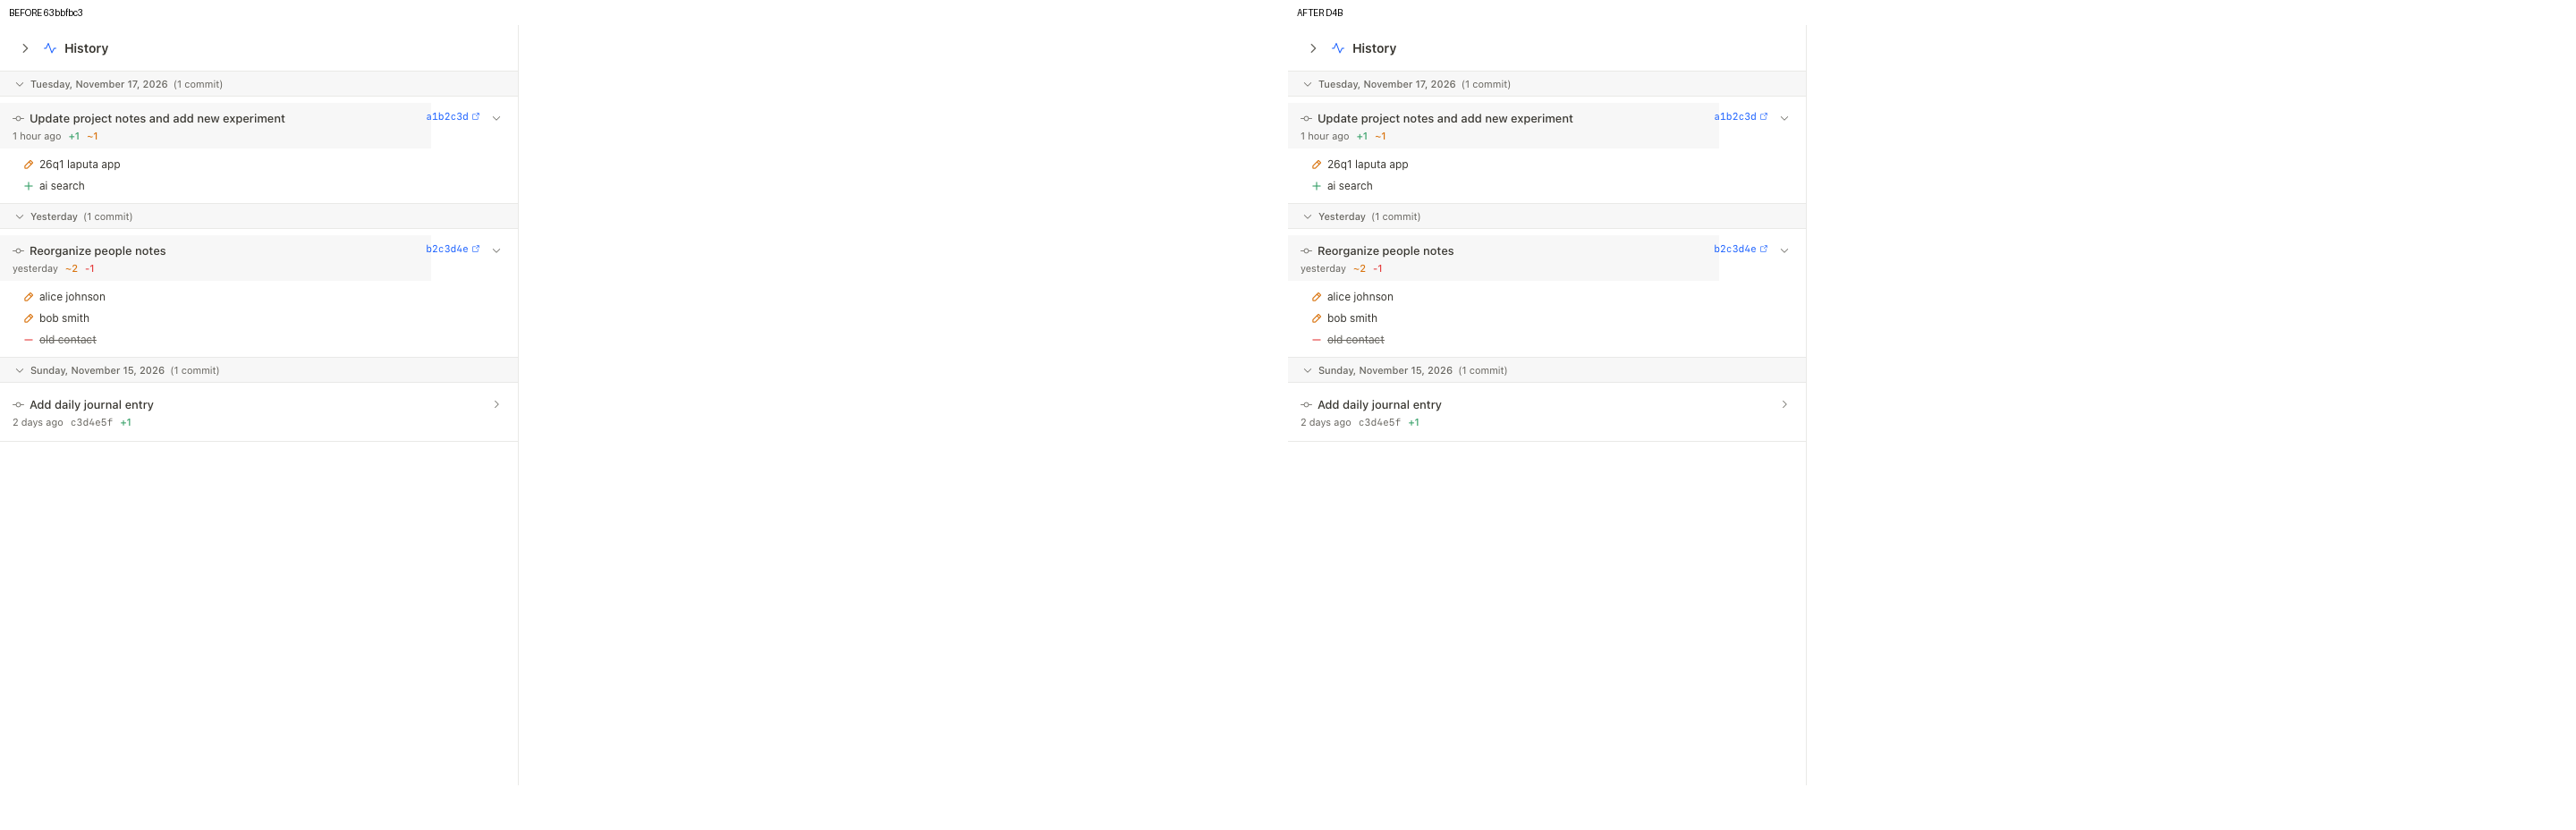 BEFORE 63bbfbc3
History
Tuesday, November 17, 2026 (1 commit)
Update project notes and add new experiment a1b2c3d
1 hour ago +1 ~1
26q1 laputa app
ai search
Yesterday (1 commit)
Reorganize people notes b2c3d4e
yesterday ~2 -1
alice johnson
bob smith
old contact
Sunday, November 15, 2026 (1 commit)
Add daily journal entry
2 days ago c3d4e5f +1
AFTER D4B
History
Tuesday, November 17, 2026 (1 commit)
Update project notes and add new experiment a1b2c3d
1 hour ago +1 ~1
26q1 laputa app
ai search
Yesterday (1 commit)
Reorganize people notes b2c3d4e
yesterday ~2 -1
alice johnson
bob smith
old contact
Sunday, November 15, 2026 (1 commit)
Add daily journal entry
2 days ago c3d4e5f +1